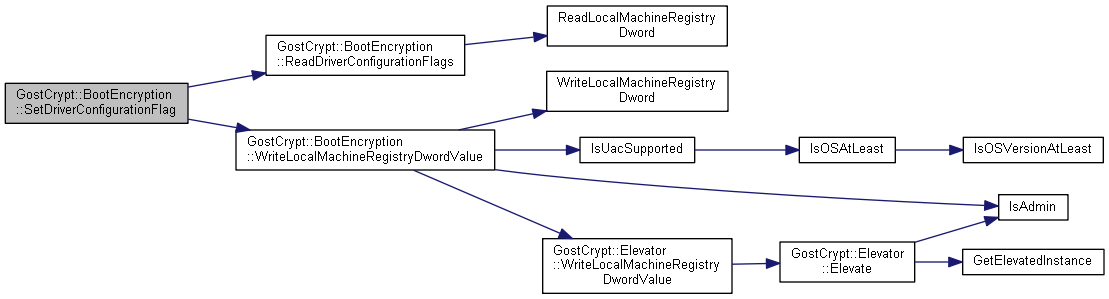 GostCrypt::BootEncryption
::SetDriverConfigurationFlag
GostCrypt::BootEncryption
::ReadDriverConfigurationFlags
ReadLocalMachineRegistry
Dword
GostCrypt::BootEncryption
::WriteLocalMachineRegistryDwordValue
WriteLocalMachineRegistry
Dword
IsUacSupported
IsOSAtLeast
IsOSVersionAtLeast
IsAdmin
GostCrypt::Elevator
::WriteLocalMachineRegistry
DwordValue
GostCrypt::Elevator
::Elevate
GetElevatedInstance